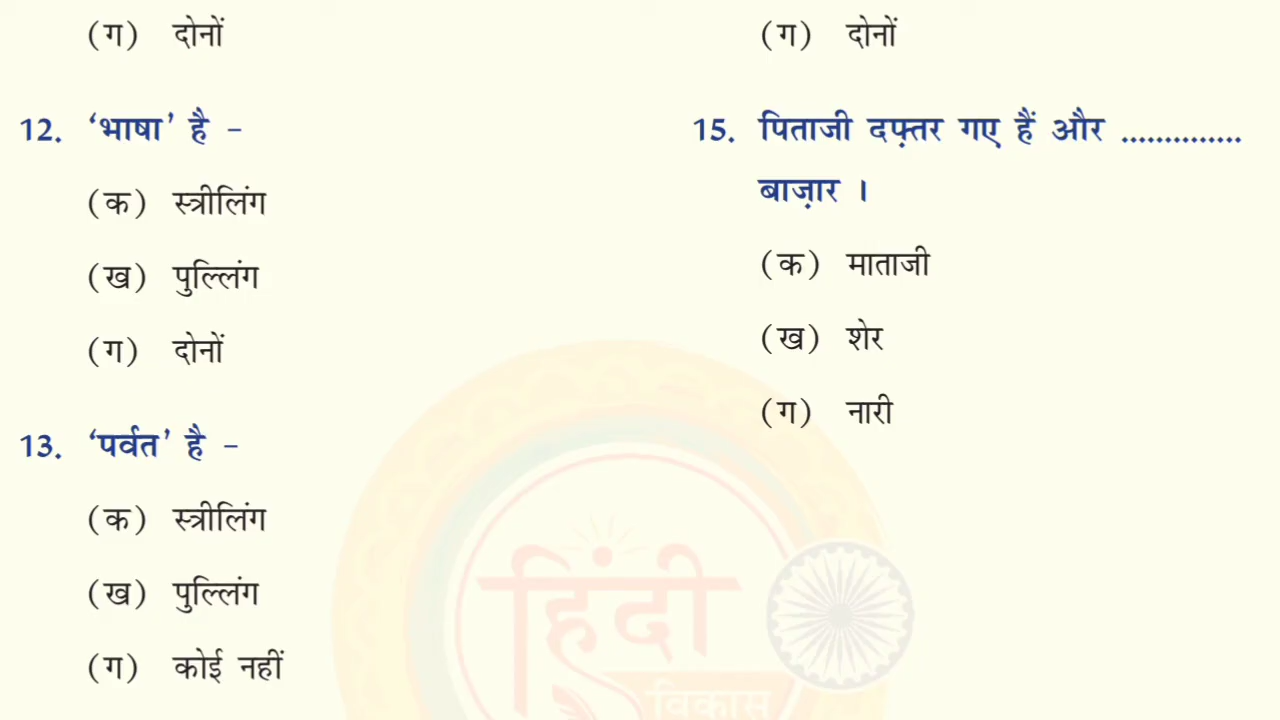 (ग) दोनों
12. ‘भाषा’ है –
(क) स्त्रीलिंग
(ख) पुल्लिंग
(ग) दोनों
13. ‘पर्वत’ है –
(क) स्त्रीलिंग
(ख) पुल्लिंग
(ग) कोई नहीं
(ग) दोनों
15. पिताजी दफ़्तर गए हैं और ..............
बाज़ार ।
(क) माताजी
(ख) शेर
(ग) नारी
हिंदी
विकास